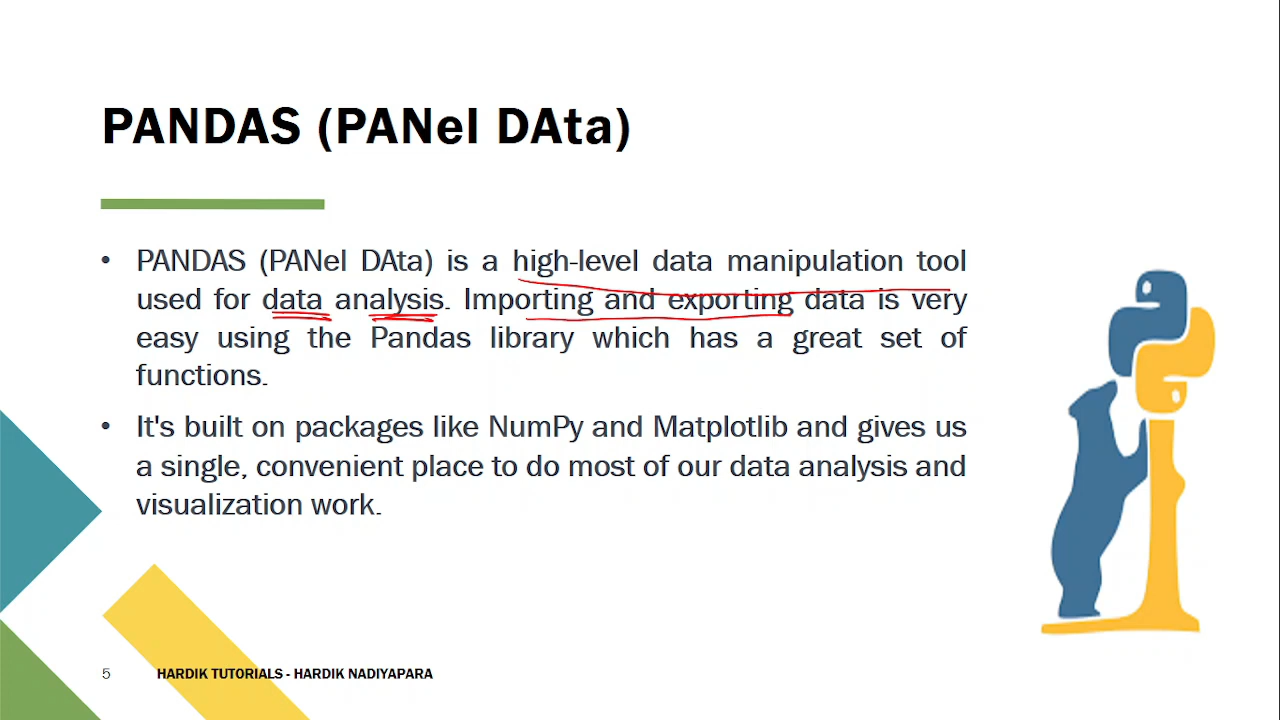 PANDAS (PANel DAta)
• PANDAS (PANel DAta) is a high-level data manipulation tool
used for data analysis. Importing and exporting data is very
easy using the Pandas library which has a great set of
functions.
• It's built on packages like NumPy and Matplotlib and gives us
a single, convenient place to do most of our data analysis and
visualization work.
5 HARDIK TUTORIALS - HARDIK NADIYAPARA